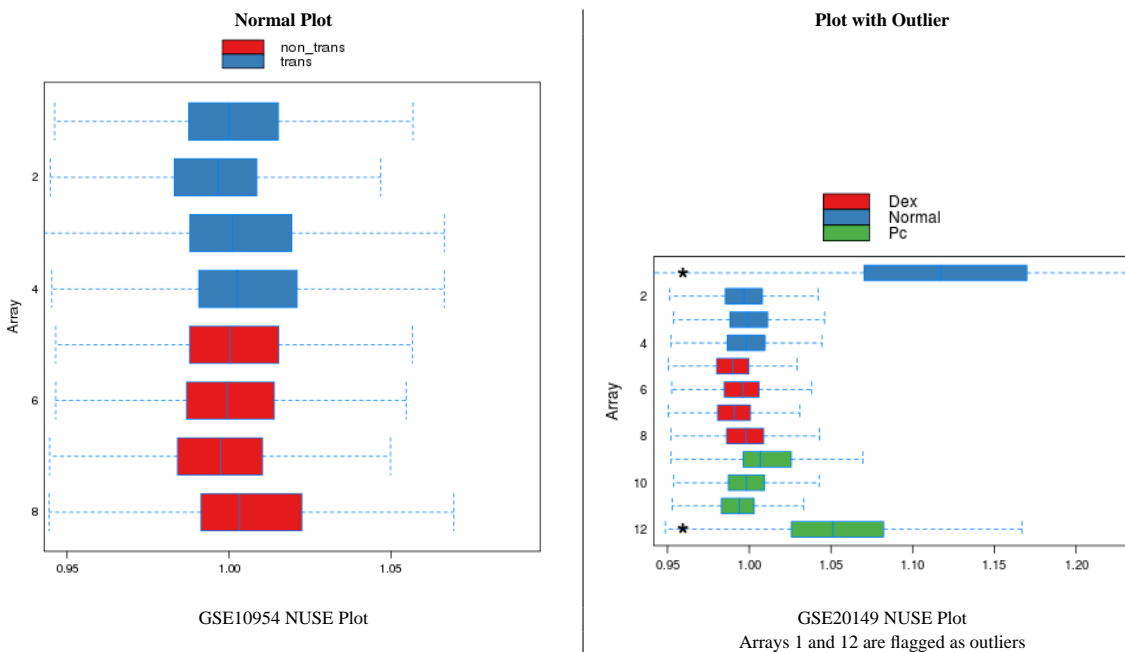 Normal Plot
non_trans
trans
Array
2
4
6
8
0.95
1.00
1.05
GSE10954 NUSE Plot
Plot with Outlier
Dex
Normal
Pc
Array
*
2
4
6
8
10
12
*
0.95
1.00
1.05
1.10
1.15
1.20
GSE20149 NUSE Plot
Arrays 1 and 12 are flagged as outliers